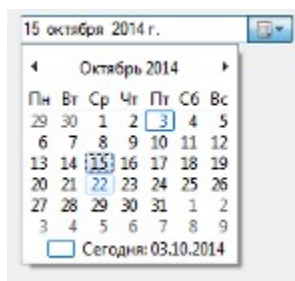 15 октября 2014 г.
Октябрь 2014
Пн Вт Ср Чт Пт Сб Вс
29 30 1 2 3 4 5
6 7 8 9 10 11 12
13 14 15 16 17 18 19
20 21 22 23 24 25 26
27 28 29 30 31 1 2
3 4 5 6 7 8 9
Сегодня: 03.10.2014